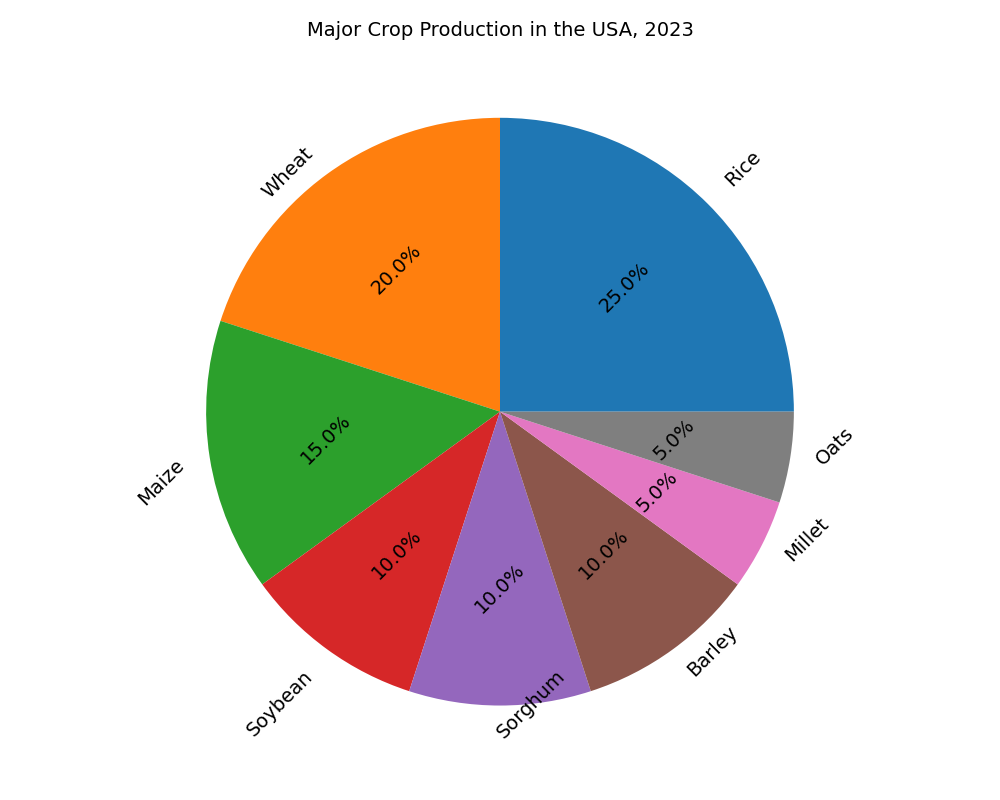 Major Crop Production in the USA, 2023
Rice
25.0%
Wheat
20.0%
Maize
15.0%
Soybean
10.0%
Sorghum
10.0%
Barley
10.0%
Millet
5.0%
Oats
5.0%